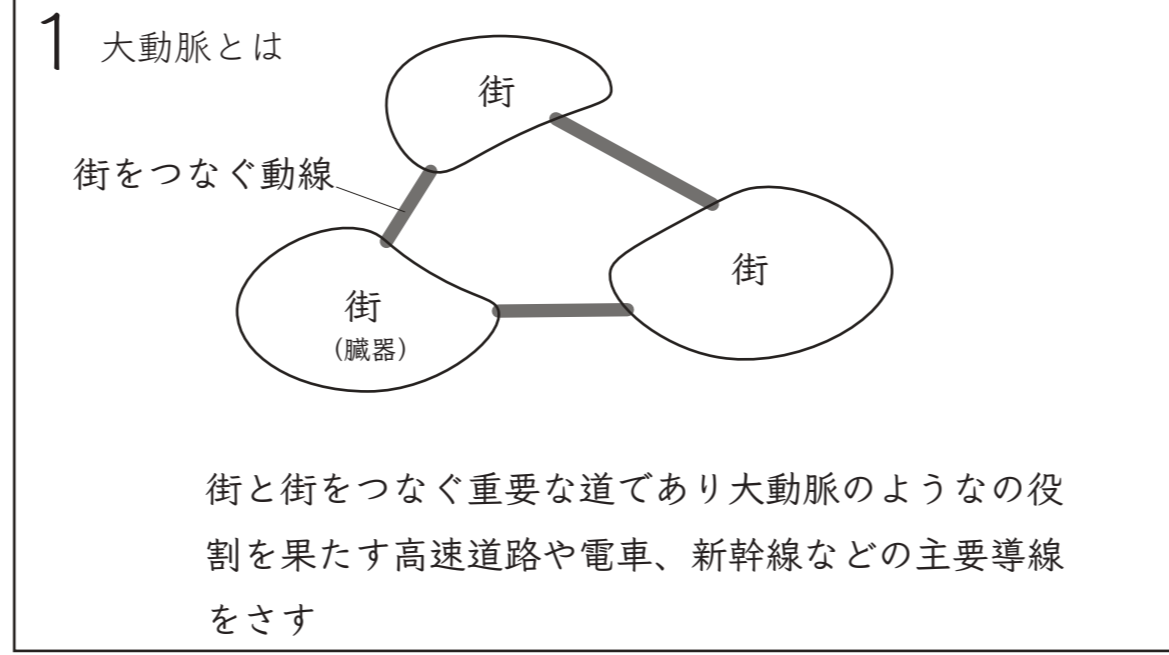 1 大動脈とは
街
街をつなぐ動線
街
街
(臓器)
街と街をつなぐ重要な道であり大動脈のようなの役
割を果たす高速道路や電車、新幹線などの主要導線
をさす